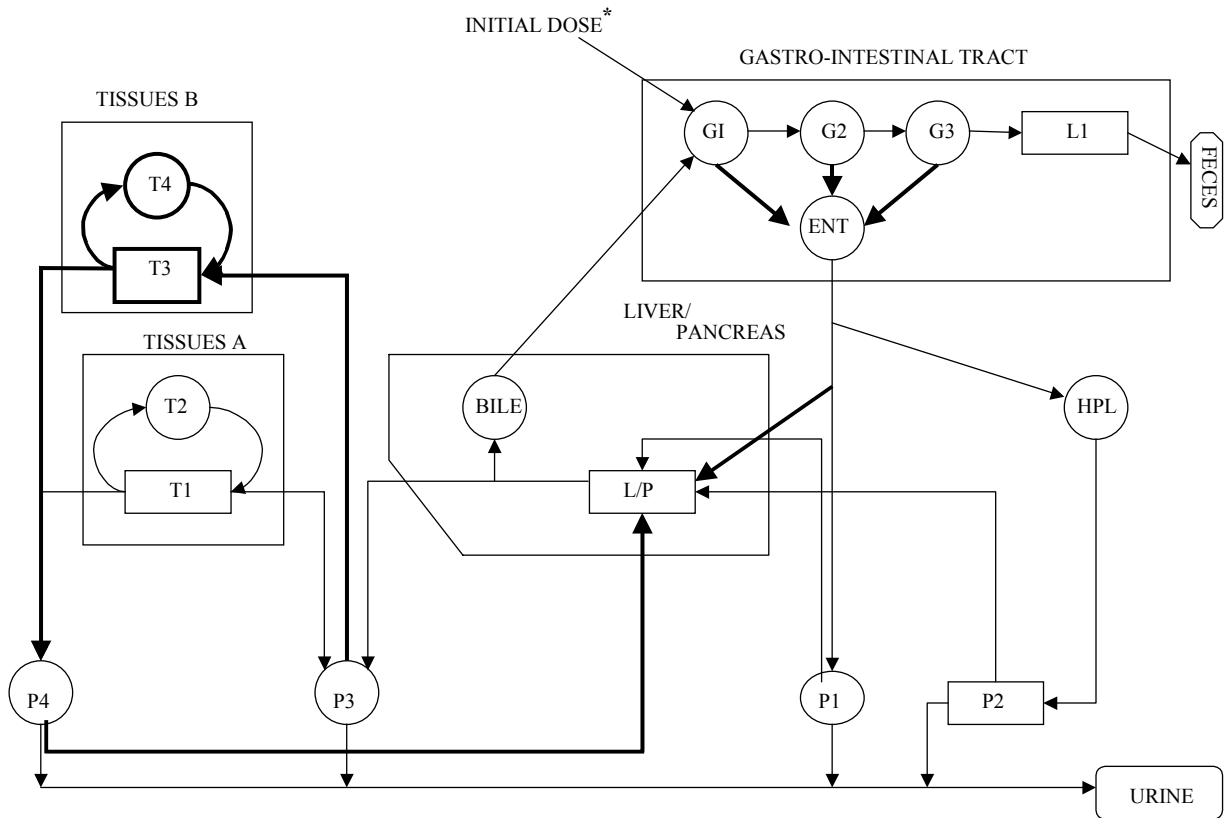 INITIAL DOSE*
GASTRO-INTESTINAL TRACT
TISSUES B
GI
G2
G3
L1
FECES
T4
ENT
T3
LIVER/
PANCREAS
TISSUES A
T2
BILE
HPL
T1
L/P
P4
P3
P1
P2
URINE